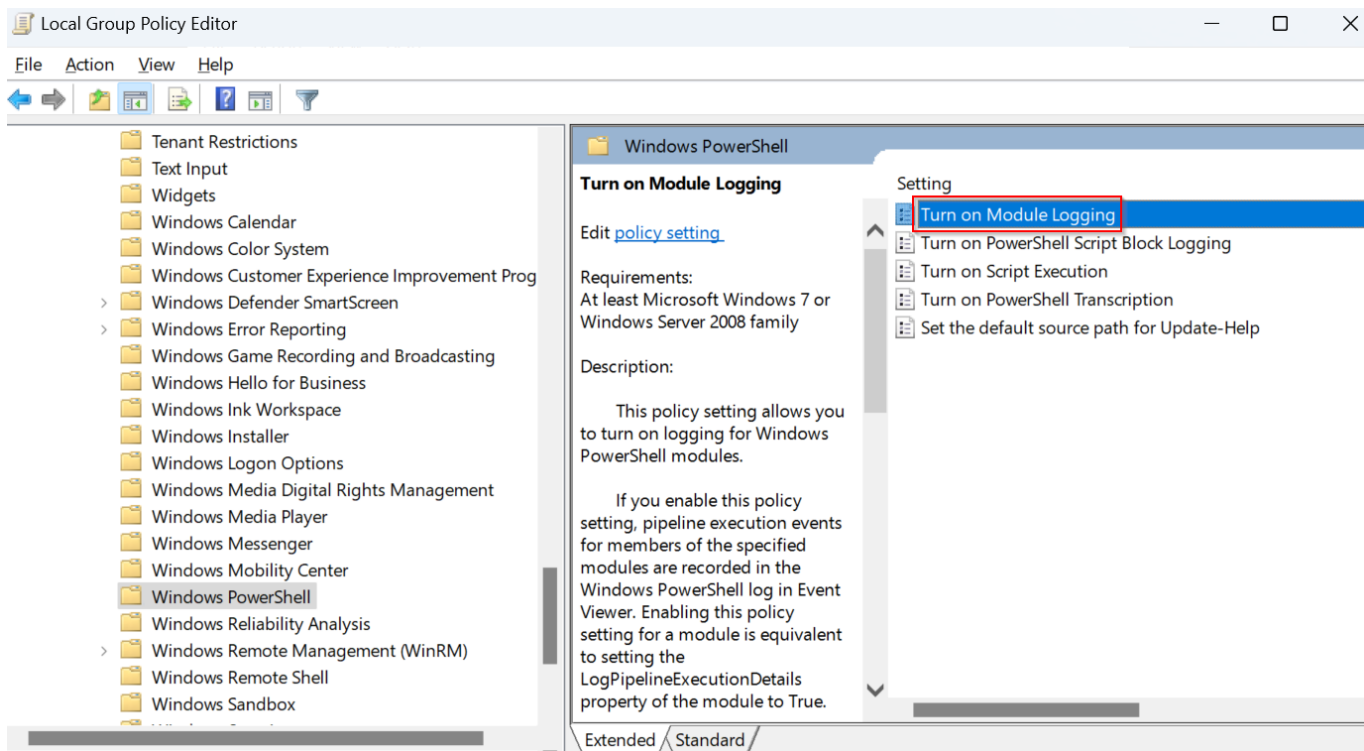 Local Group Policy Editor
File Action View Help
Tenant Restrictions
Text Input
Widgets
Windows Calendar
Windows Color System
Windows Customer Experience Improvement Prog
Windows Defender SmartScreen
Windows Error Reporting
Windows Game Recording and Broadcasting
Windows Hello for Business
Windows Ink Workspace
Windows Installer
Windows Logon Options
Windows Media Digital Rights Management
Windows Media Player
Windows Messenger
Windows Mobility Center
Windows PowerShell
Windows Reliability Analysis
Windows Remote Management (WinRM)
Windows Remote Shell
Windows Sandbox
Windows PowerShell
Turn on Module Logging
Edit policy setting
Requirements:
At least Microsoft Windows 7 or
Windows Server 2008 family
Description:
This policy setting allows you
to turn on logging for Windows
PowerShell modules.
If you enable this policy
setting, pipeline execution events
for members of the specified
modules are recorded in the
Windows PowerShell log in Event
Viewer. Enabling this policy
setting for a module is equivalent
to setting the
LogPipelineExecutionDetails
property of the module to True.
Setting
Turn on Module Logging
Turn on PowerShell Script Block Logging
Turn on Script Execution
Turn on PowerShell Transcription
Set the default source path for Update-Help
Extended Standard